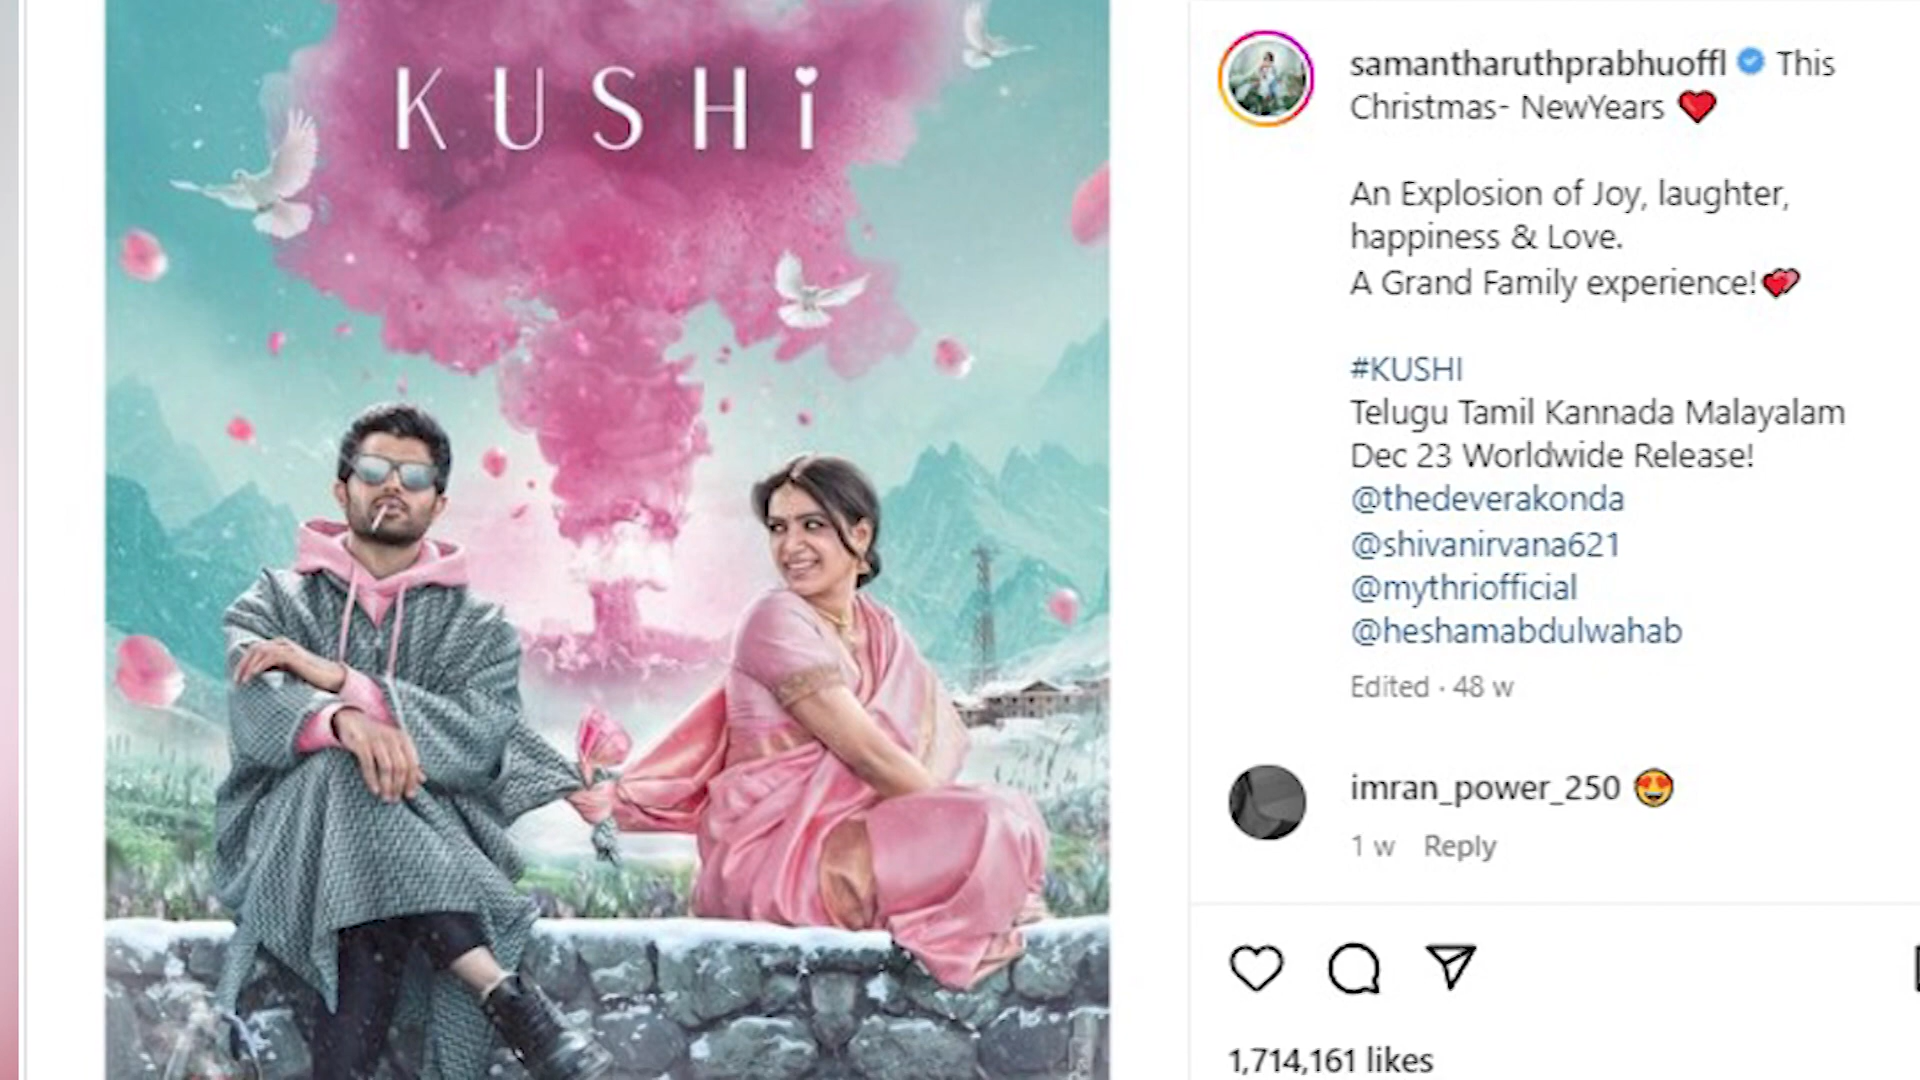 KUSHi
samantharuthprabhuoffl This
Christmas- NewYears ❤️
An Explosion of Joy, laughter,
happiness & Love.
A Grand Family experience!💕
#KUSHI
Telugu Tamil Kannada Malayalam
Dec 23 Worldwide Release!
@thedeverakonda
@shivanirvana621
@mythriofficial
@heshamabdulwahab
Edited · 48 w
imran_power_250 😍
1 w Reply
1,714,161 likes